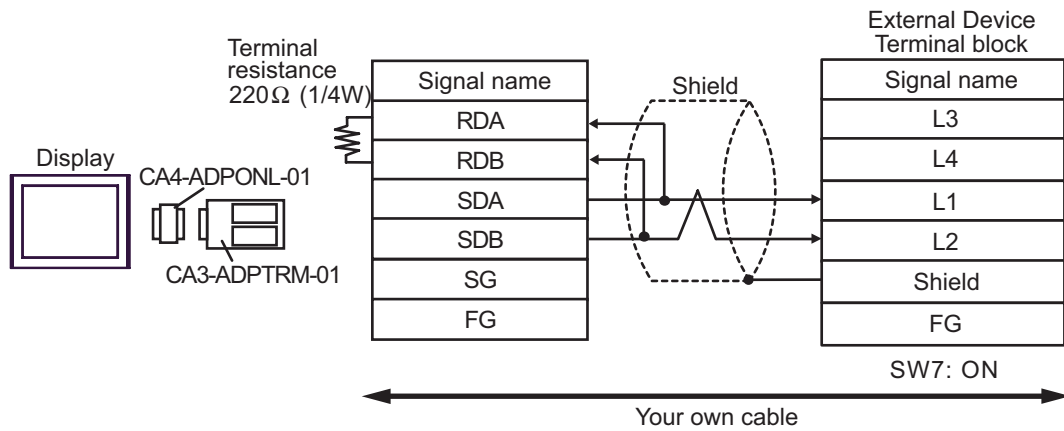 External Device
Terminal block
Terminal
resistance
220Ω (1/4W)
Signal name
RDA
RDB
SDA
SDB
SG
FG
Shield
Signal name
L3
L4
L1
L2
Shield
FG
Display
CA4-ADPONL-01
CA3-ADPTRM-01
SW7: ON
Your own cable